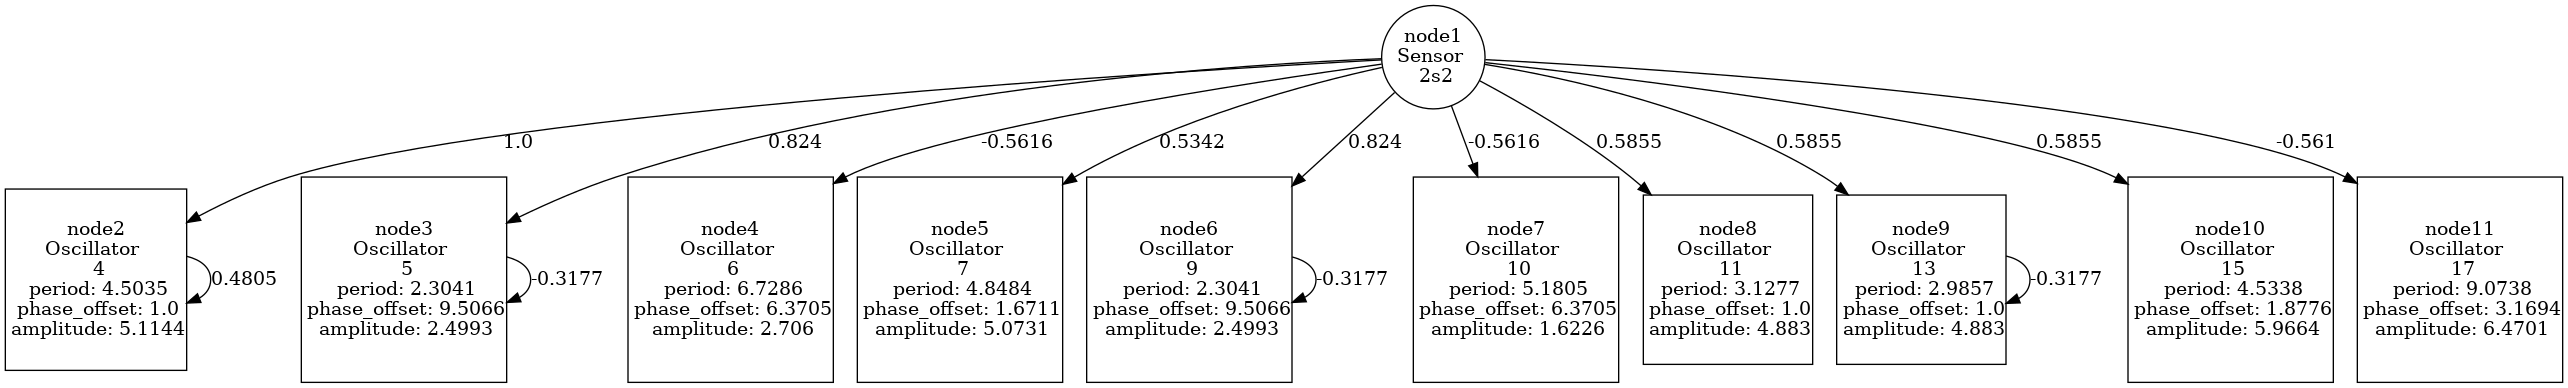 node1
Sensor
2s2
1.0
0.824
-0.5616
0.5342
0.824
-0.5616
0.5855
0.5855
0.5855
-0.561
node2
Oscillator
4
period: 4.5035
phase_offset: 1.0
amplitude: 5.1144
0.4805
node3
Oscillator
5
period: 2.3041
phase_offset: 9.5066
amplitude: 2.4993
-0.3177
node4
Oscillator
6
period: 6.7286
phase_offset: 6.3705
amplitude: 2.706
node5
Oscillator
7
period: 4.8484
phase_offset: 1.6711
amplitude: 5.0731
node6
Oscillator
9
period: 2.3041
phase_offset: 9.5066
amplitude: 2.4993
-0.3177
node7
Oscillator
10
period: 5.1805
phase_offset: 6.3705
amplitude: 1.6226
node8
Oscillator
11
period: 3.1277
phase_offset: 1.0
amplitude: 4.883
node9
Oscillator
13
period: 2.9857
phase_offset: 1.0
amplitude: 4.883
-0.3177
node10
Oscillator
15
period: 4.5338
phase_offset: 1.8776
amplitude: 5.9664
node11
Oscillator
17
period: 9.0738
phase_offset: 3.1694
amplitude: 6.4701